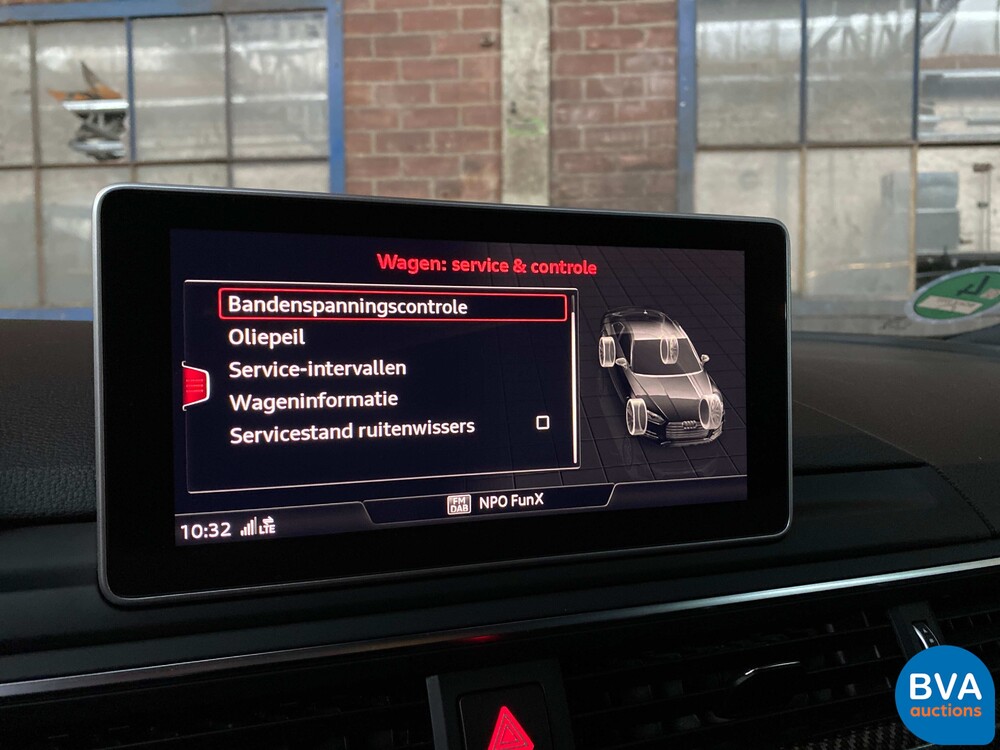 Wagen: service & controle
Bandenspanningscontrole
Oliepeil
Service-intervallen
Wageninformatie
Servicestand ruitenwissers
FM
DAB
NPO FunX
10:32
LTE
BVA
auctions